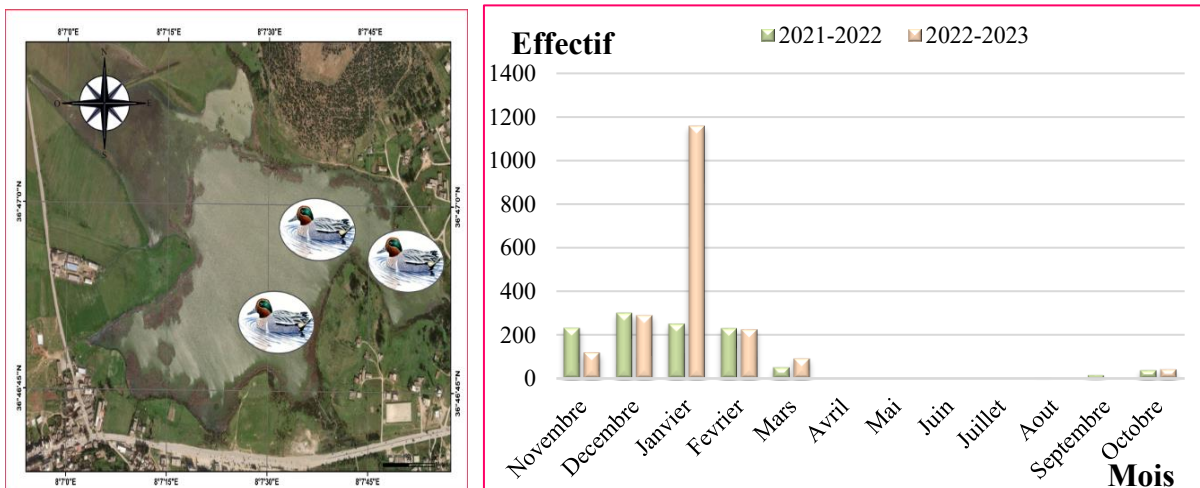 8°7'0"E 8°7'15"E 8°7'30"E 8°7'45"E
N
O E
S
36°47'0"N 36°47'0"N
36°46'45"N 36°46'45"N
8°7'0"E 8°7'15"E 8°7'30"E 8°7'45"E
Effectif
2021-2022 2022-2023
1400
1200
1000
800
600
400
200
0
Novembre
Decembre
Janvier
Fevrier
Mars
Avril
Mai
Juin
Juillet
Aout
Septembre
Octobre
Mois